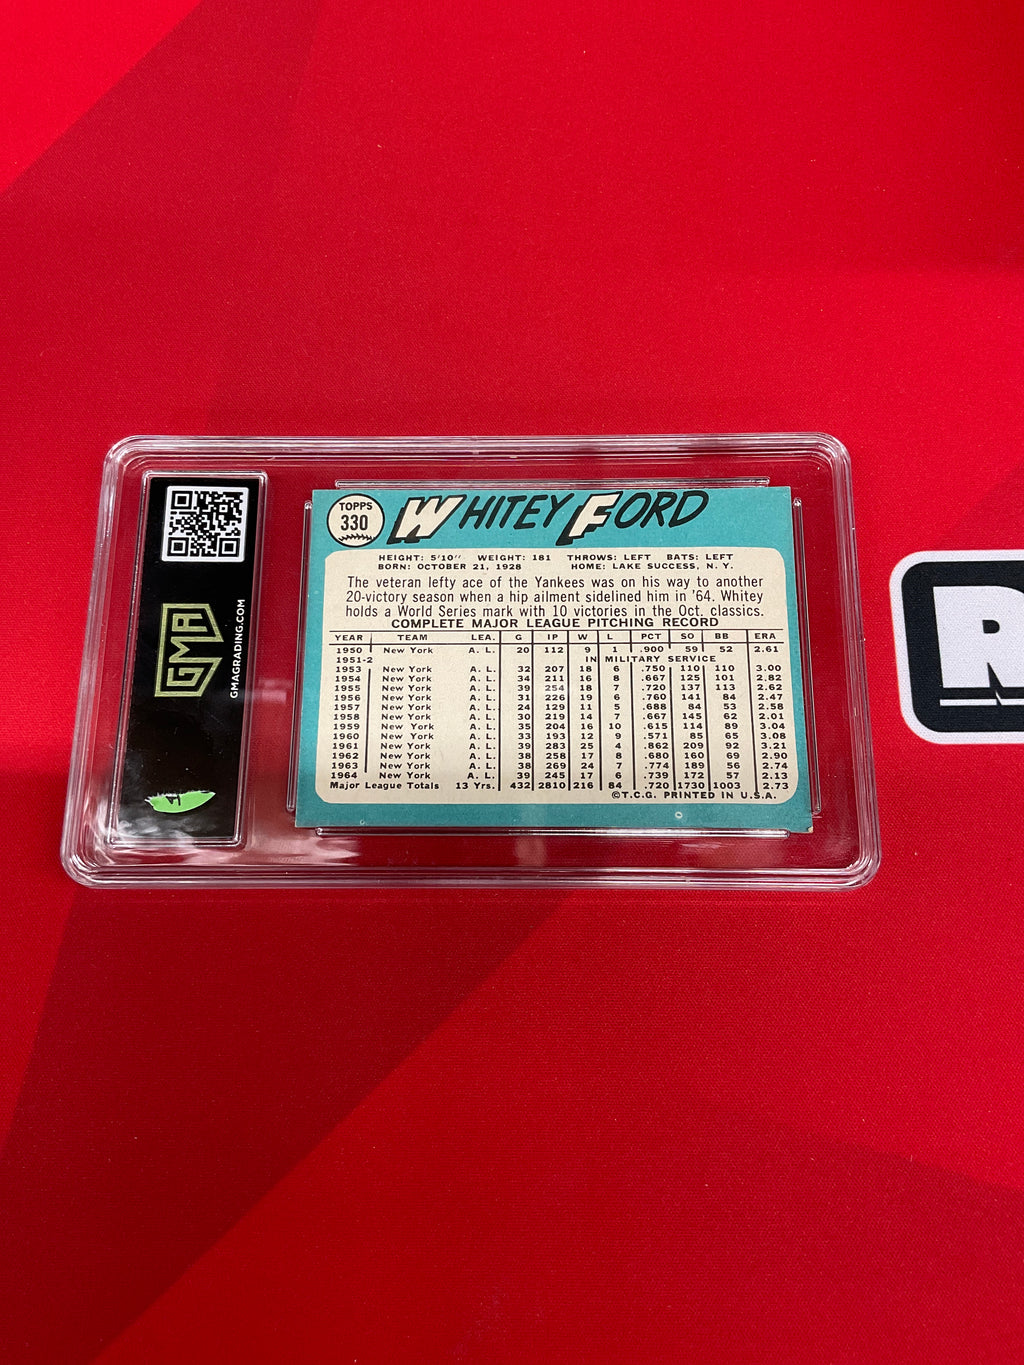 TOPPS
330
WHITEY FORD
HEIGHT: 5'10" WEIGHT: 181 THROWS: LEFT BATS: LEFT
BORN: OCTOBER 21, 1928 HOME: LAKE SUCCESS, N. Y.
The veteran lefty ace of the Yankees was on his way to another
20-victory season when a hip ailment sidelined him in '64. Whitey
holds a World Series mark with 10 victories in the Oct. classics.
COMPLETE MAJOR LEAGUE PITCHING RECORD
YEAR TEAM LEA. G IP W L PCT SO BB ERA
1950 New York A. L. 20 112 9 1 .900 59 52 2.61
1951-2 IN MILITARY SERVICE
1953 New York A. L. 32 207 18 6 .750 110 110 3.00
1954 New York A. L. 34 211 16 8 .667 125 101 2.82
1955 New York A. L. 39 254 18 7 .720 137 113 2.62
1956 New York A. L. 31 226 19 6 .760 141 84 2.47
1957 New York A. L. 24 129 11 5 .688 84 53 2.58
1958 New York A. L. 30 219 14 7 .667 145 62 2.01
1959 New York A. L. 35 204 16 10 .615 114 89 3.04
1960 New York A. L. 33 193 12 9 .571 85 65 3.08
1961 New York A. L. 39 283 25 4 .862 209 92 3.21
1962 New York A. L. 38 258 17 8 .680 160 69 2.90
1963 New York A. L. 38 269 24 7 .774 189 56 2.74
1964 New York A. L. 39 245 17 6 .739 172 57 2.13
Major League Totals 13 Yrs. 432 2810 216 84 .720 1730 1003 2.73
©T.C.G. PRINTED IN U.S.A.
GMA
GMAGRADING.COM
R